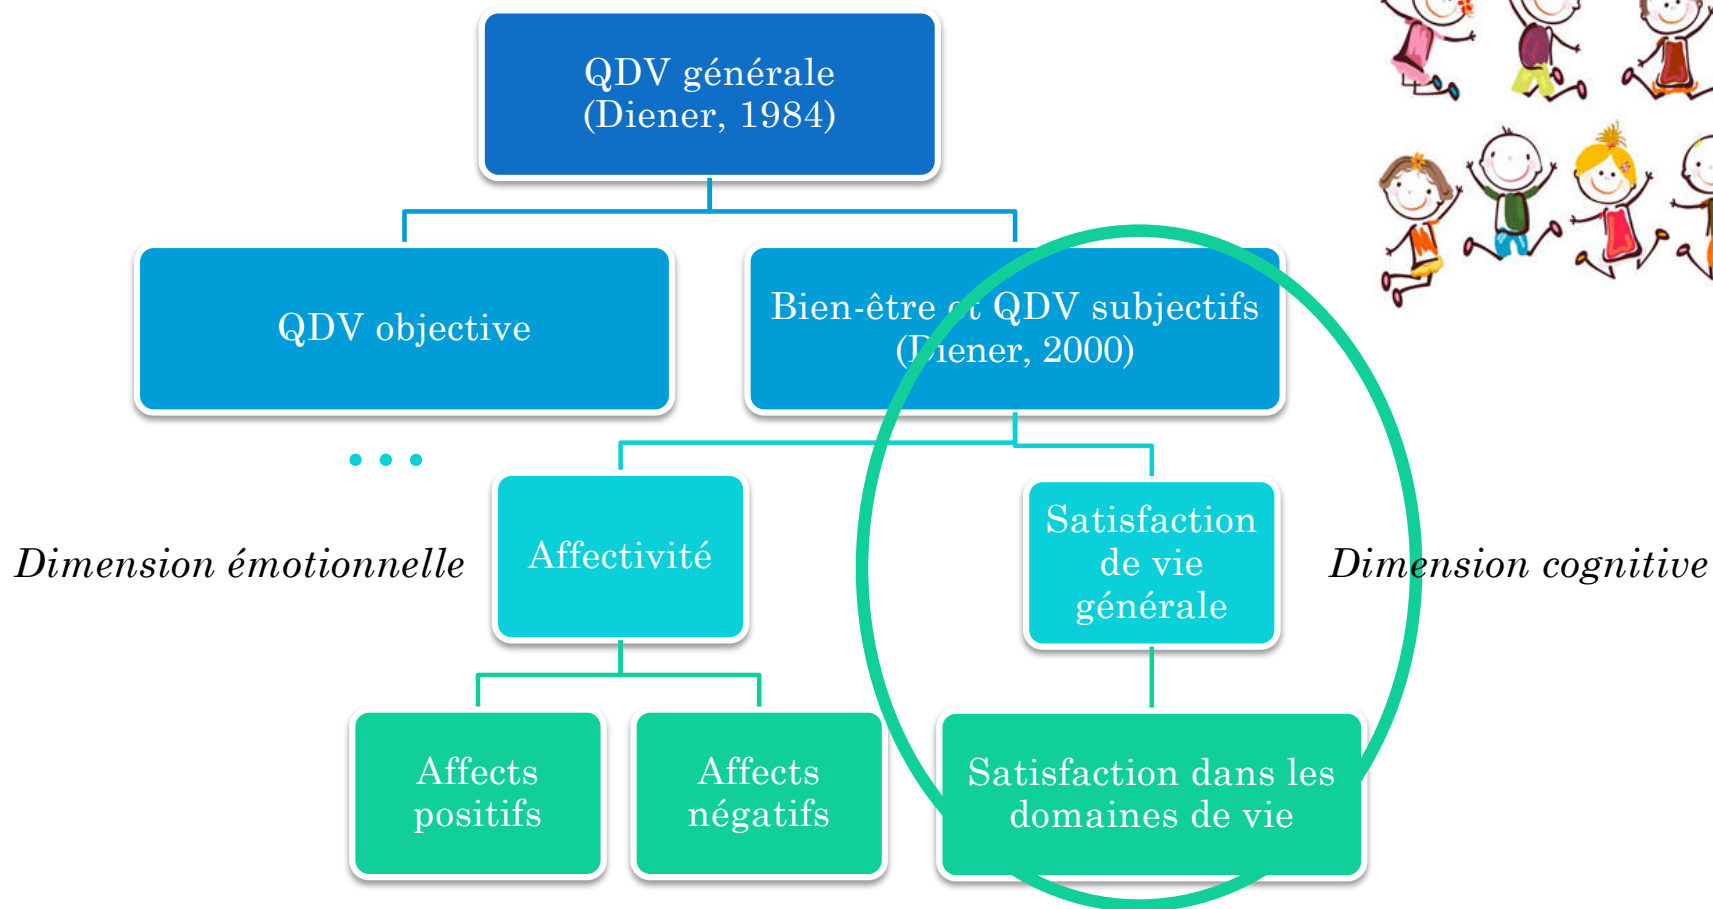 QDV générale
(Diener, 1984)
QDV objective
Bien-être et QDV subjectifs
(Diener, 2000)
...
Dimension émotionnelle
Affectivité
Satisfaction
de vie
générale
Dimension cognitive
Affects
positifs
Affects
négatifs
Satisfaction dans les
domaines de vie